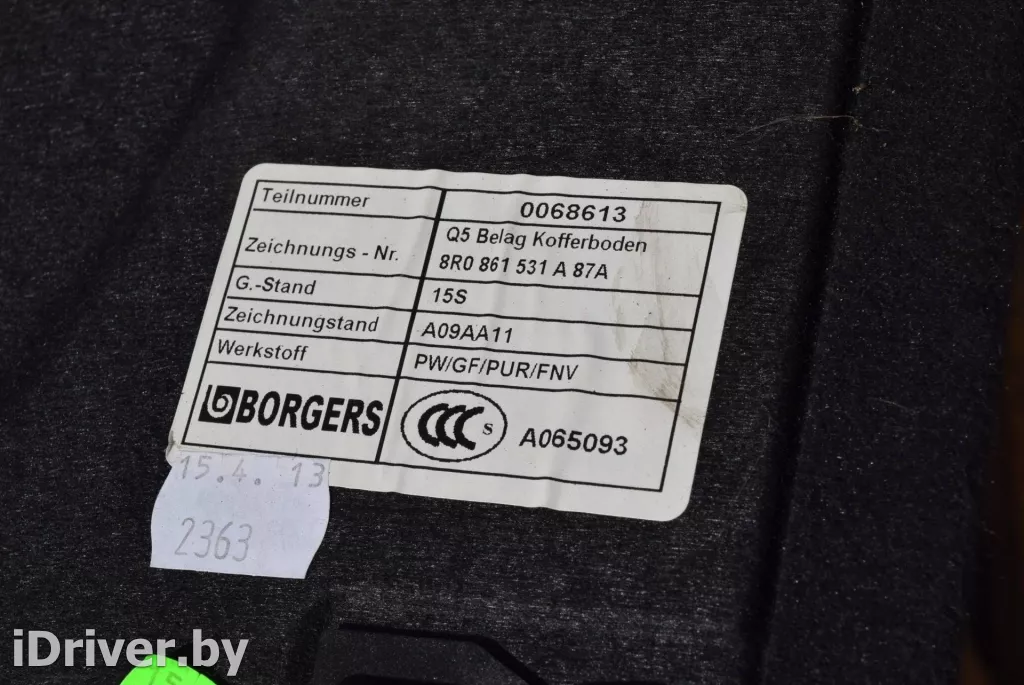 Teilnummer 0068613
Zeichnungs - Nr. Q5 Belag Kofferboden
8R0 861 531 A 87A
G.-Stand 15S
Zeichnungstand A09AA11
Werkstoff PW/GF/PUR/FNV
BORGERS CCC S A065093
15.4. 13
2363
iDriver.by